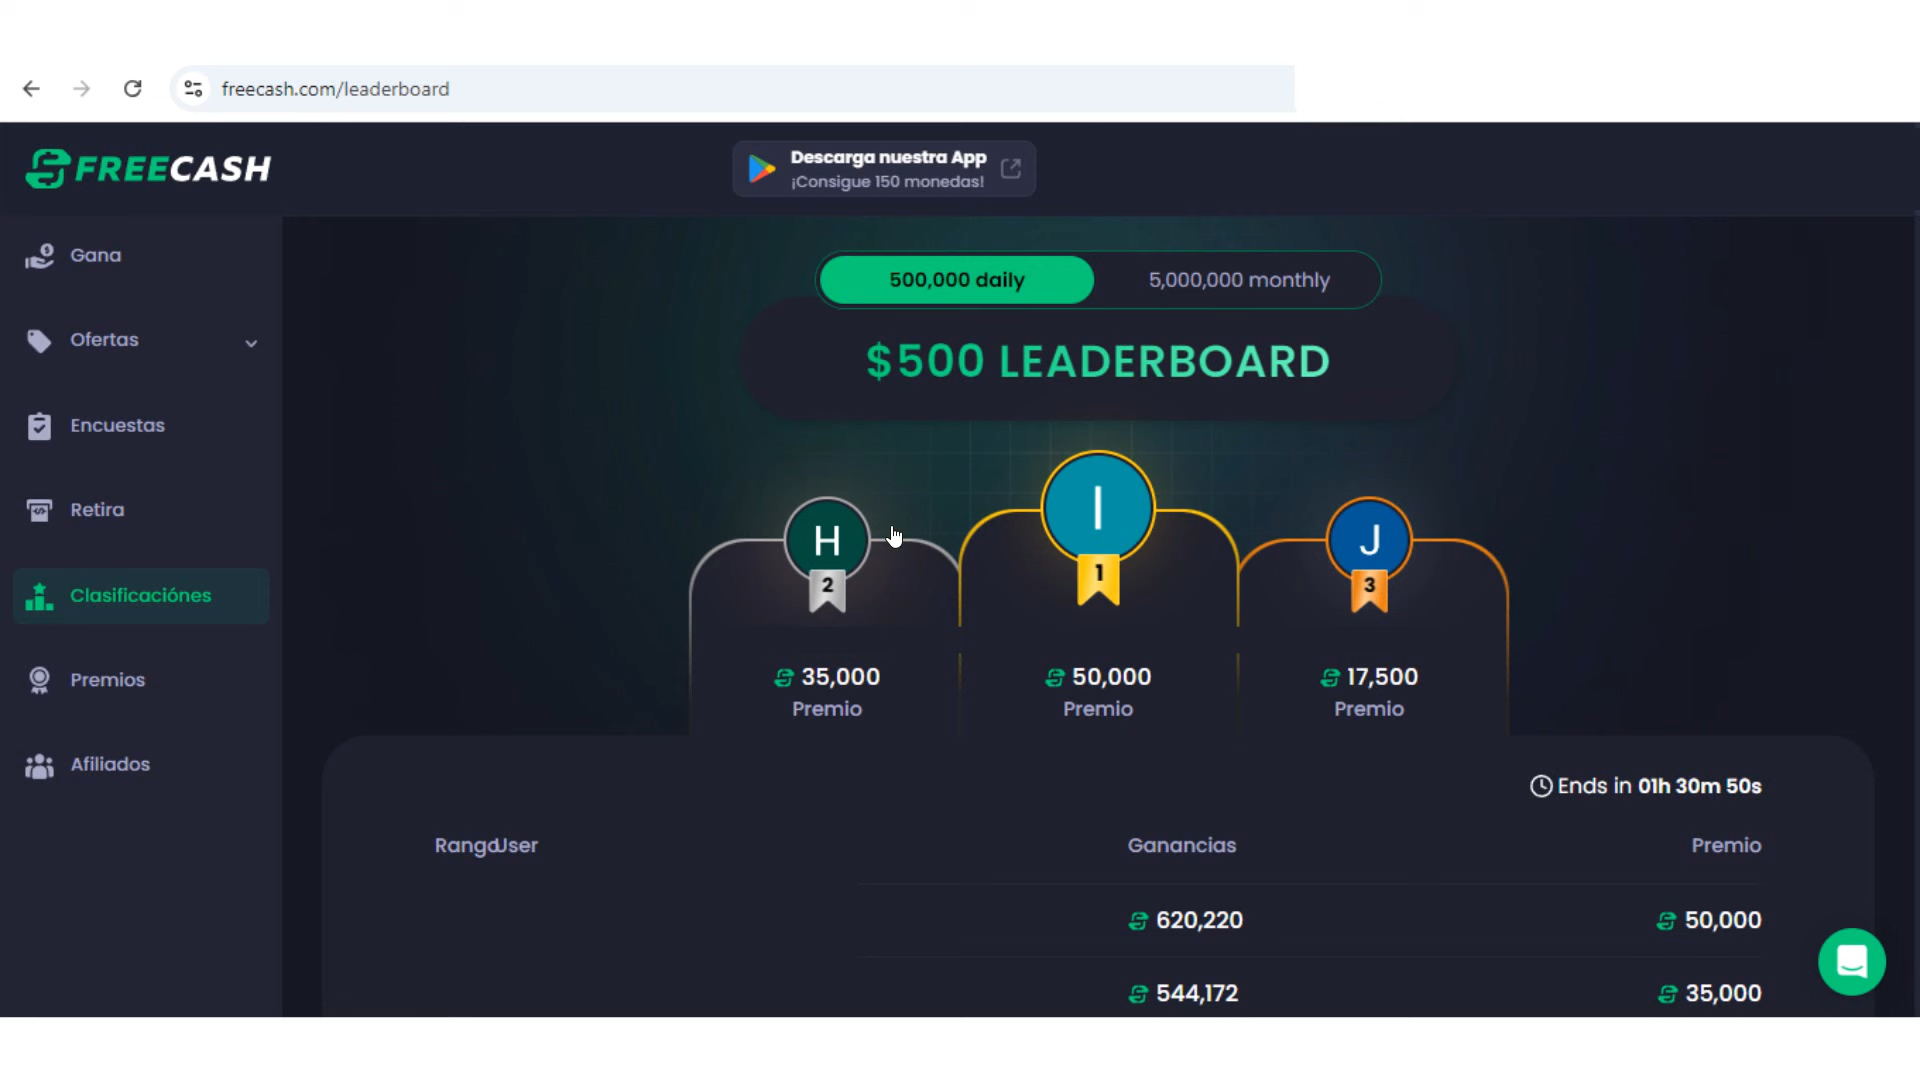 freecash.com/leaderboard
FREECASH
Descarga nuestra App
¡Consigue 150 monedas!
Gana
Ofertas
Encuestas
Retira
Clasificaciónes
Premios
Afiliados
500,000 daily
5,000,000 monthly
$500 LEADERBOARD
H
I
J
2
1
3
35,000
50,000
17,500
Premio
Premio
Premio
Ends in 01h 30m 50s
Rango User
Ganancias
Premio
620,220
50,000
544,172
35,000